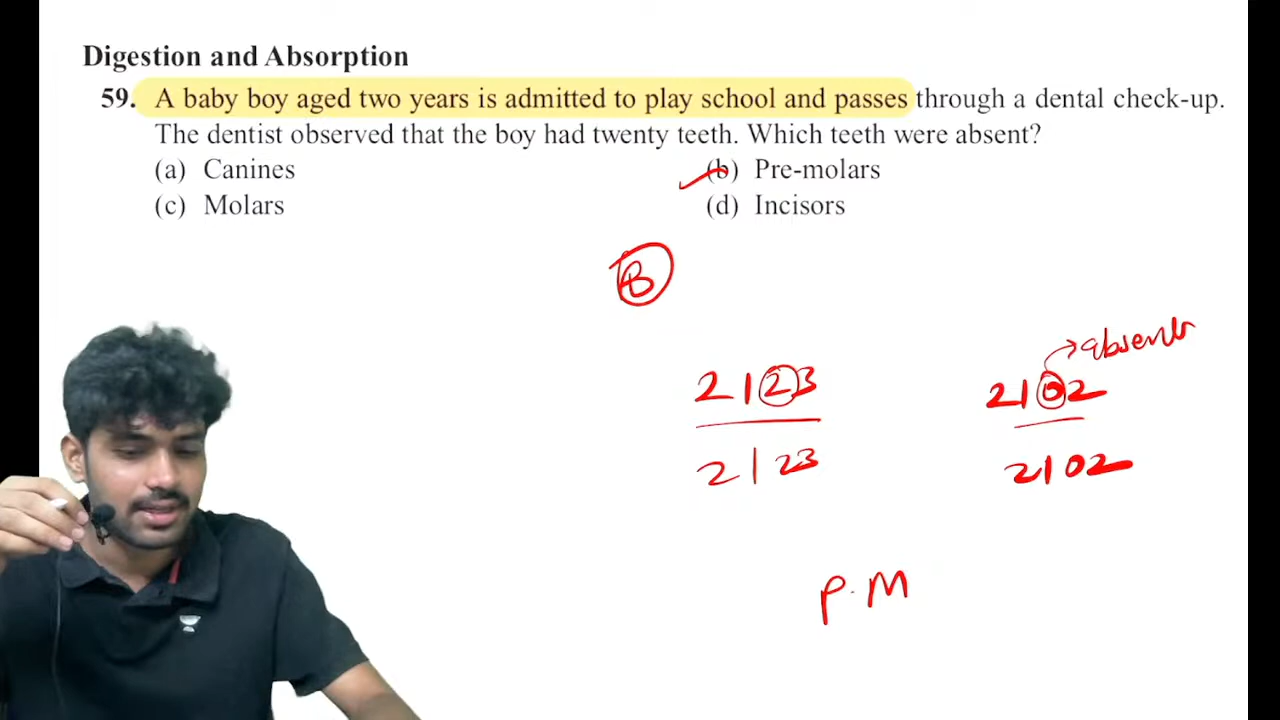 Digestion and Absorption
59. A baby boy aged two years is admitted to play school and passes through a dental check-up.
The dentist observed that the boy had twenty teeth. Which teeth were absent?
(a) Canines (b) Pre-molars
(c) Molars (d) Incisors
B
absent
2123 2102
2123 2102
P.M